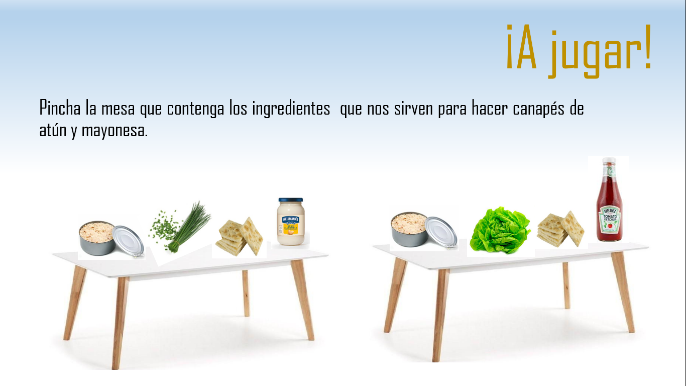 ¡A jugar!
Pincha la mesa que contenga los ingredientes que nos sirven para hacer canapés de
atún y mayonesa.